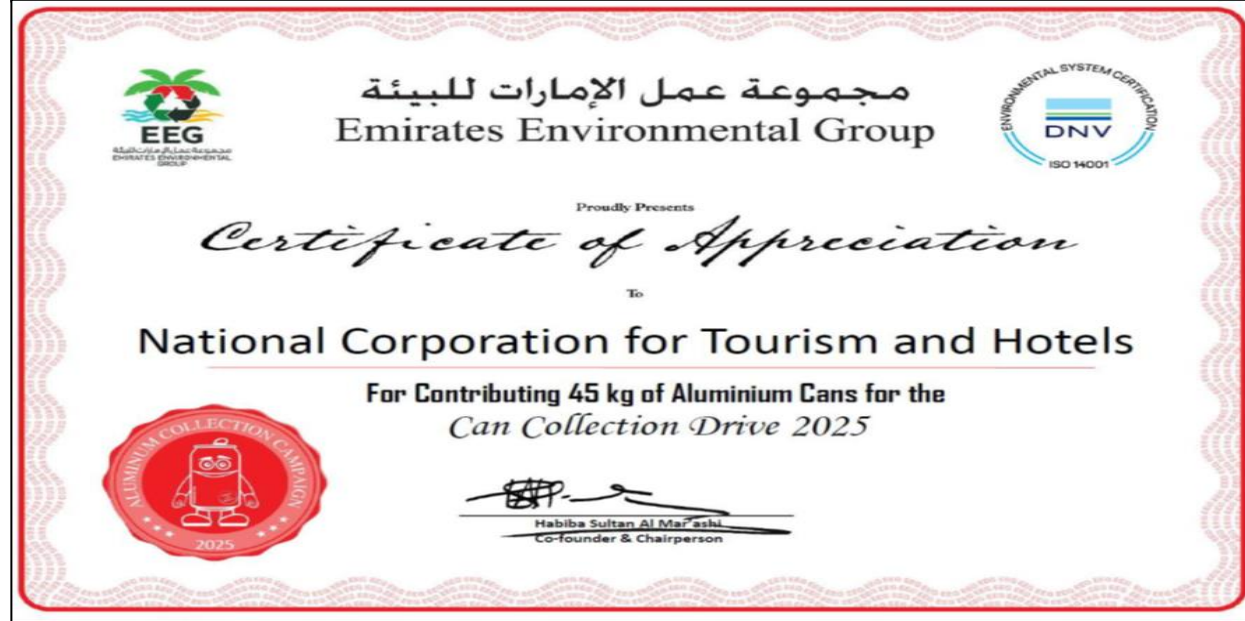 مجموعة عمل الإمارات للبيئة
Emirates Environmental Group
EEG
مجموعة عمل الإمارات للبيئة
EMIRATES ENVIRONMENTAL
GROUP
ENVIRONMENTAL SYSTEM CERTIFICATION
DNV
ISO 14001
Proudly Presents
Certificate of Appreciation
To
National Corporation for Tourism and Hotels
For Contributing 45 kg of Aluminium Cans for the
Can Collection Drive 2025
ALUMINUM COLLECTION CAMPAIGN
2025
Habiba Sultan Al Mar'ashi
Co-founder & Chairperson